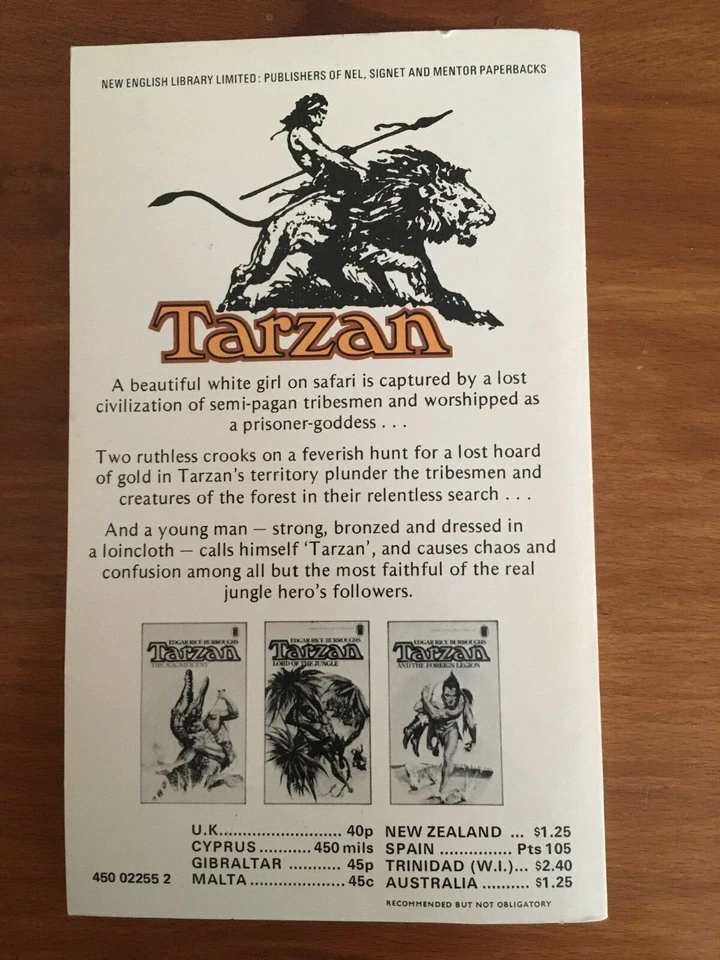 NEW ENGLISH LIBRARY LIMITED: PUBLISHERS OF NEL, SIGNET AND MENTOR PAPERBACKS
Tarzan
A beautiful white girl on safari is captured by a lost
civilization of semi-pagan tribesmen and worshipped as
a prisoner-goddess . . .
Two ruthless crooks on a feverish hunt for a lost hoard
of gold in Tarzan's territory plunder the tribesmen and
creatures of the forest in their relentless search . . .
And a young man — strong, bronzed and dressed in
a loincloth — calls himself 'Tarzan', and causes chaos and
confusion among all but the most faithful of the real
jungle hero's followers.
EDGAR RICE BURROUGHS
Tarzan
THE MAGNIFICENT
EDGAR RICE BURROUGHS
Tarzan
LORD OF THE JUNGLE
EDGAR RICE BURROUGHS
Tarzan
AND THE FOREIGN LEGION
U.K.......................... 40p
CYPRUS ........... 450 mils
GIBRALTAR ........... 45p
MALTA .................... 45c
NEW ZEALAND ... $1.25
SPAIN ............... Pts 105
TRINIDAD (W.I.)... $2.40
AUSTRALIA .......... $1.25
450 02255 2
RECOMMENDED BUT NOT OBLIGATORY